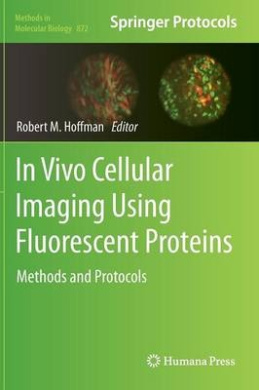 Methods in
Molecular Biology 872
Springer Protocols
Robert M. Hoffman Editor
In Vivo Cellular
Imaging Using
Fluorescent Proteins
Methods and Protocols
Humana Press